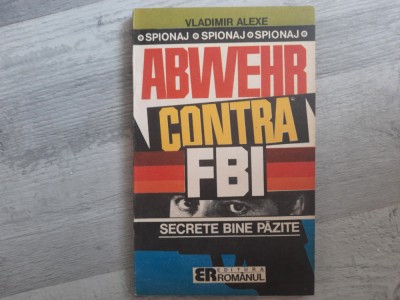 VLADIMIR ALEXE
SPIONAJ SPIONAJ SPIONAJ
ABWEHR
CONTRA
FBI
SECRETE BINE PĂZITE
ER EDITURA
ROMÂNUL